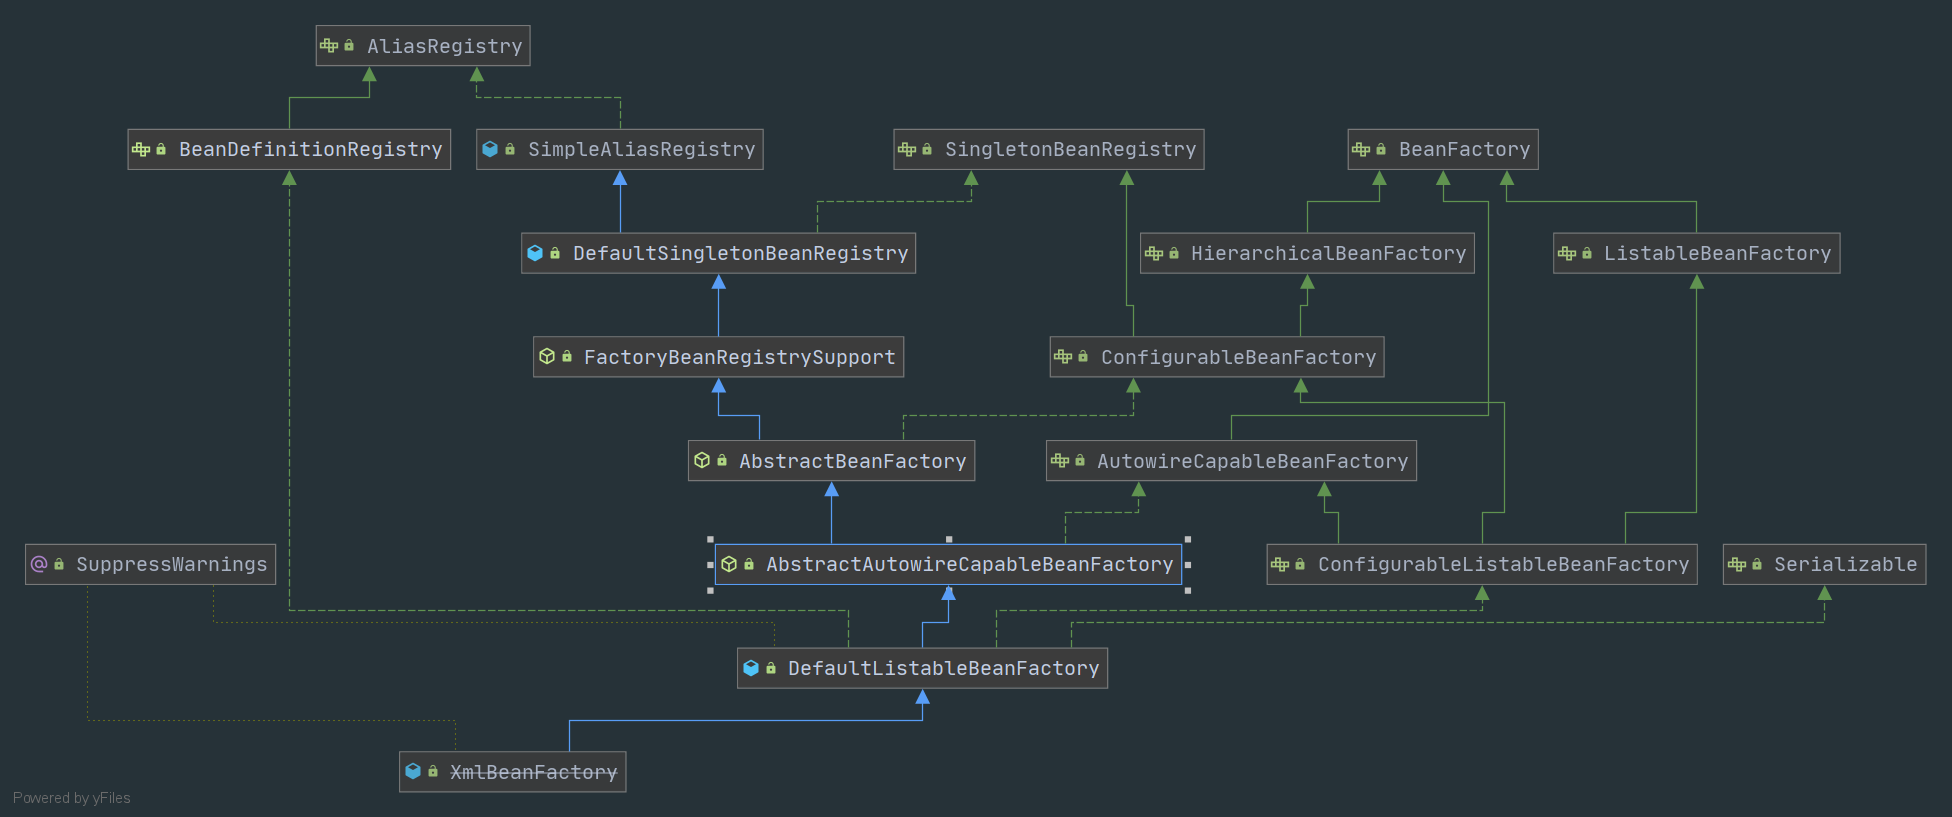 AliasRegistry
BeanDefinitionRegistry
SimpleAliasRegistry
SingletonBeanRegistry
BeanFactory
DefaultSingletonBeanRegistry
HierarchicalBeanFactory
ListableBeanFactory
FactoryBeanRegistrySupport
ConfigurableBeanFactory
AbstractBeanFactory
AutowireCapableBeanFactory
SuppressWarnings
AbstractAutowireCapableBeanFactory
ConfigurableListableBeanFactory
Serializable
DefaultListableBeanFactory
XmlBeanFactory
Powered by yFiles